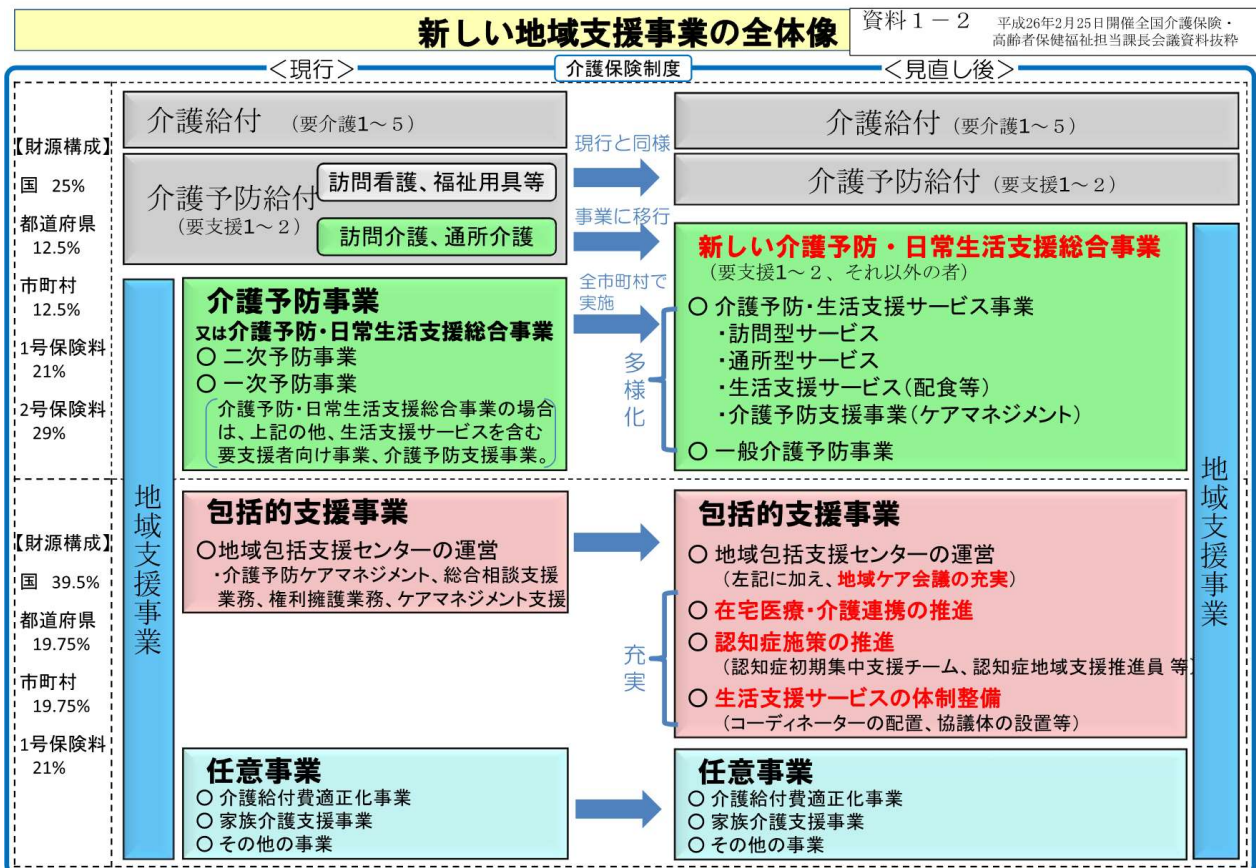 新しい地域支援事業の全体像
資料１－２
平成26年2月25日開催全国介護保険・
高齢者保健福祉担当課長会議資料抜粋
＜現行＞
介護保険制度
＜見直し後＞
【財源構成】
国 25%
都道府県
12.5%
市町村
12.5%
1号保険料
21%
2号保険料
29%
介護給付 （要介護1～5）
介護予防給付
（要支援1～2）
訪問看護、福祉用具等
訪問介護、通所介護
現行と同様
事業に移行
全市町村で
実施
介護給付（要介護1～5）
介護予防給付（要支援1～2）
地域支援事業
介護予防事業
又は介護予防・日常生活支援総合事業
○ 二次予防事業
○ 一次予防事業
介護予防・日常生活支援総合事業の場合
は、上記の他、生活支援サービスを含む
要支援者向け事業、介護予防支援事業。
多様化
新しい介護予防・日常生活支援総合事業
（要支援1～2、それ以外の者）
○ 介護予防・生活支援サービス事業
・訪問型サービス
・通所型サービス
・生活支援サービス（配食等）
・介護予防支援事業（ケアマネジメント）
○ 一般介護予防事業
地域支援事業
【財源構成】
国 39.5%
都道府県
19.75%
市町村
19.75%
1号保険料
21%
包括的支援事業
○地域包括支援センターの運営
・介護予防ケアマネジメント、総合相談支援
業務、権利擁護業務、ケアマネジメント支援
充実
包括的支援事業
○ 地域包括支援センターの運営
（左記に加え、地域ケア会議の充実）
○ 在宅医療・介護連携の推進
○ 認知症施策の推進
（認知症初期集中支援チーム、認知症地域支援推進員 等）
○ 生活支援サービスの体制整備
（コーディネーターの配置、協議体の設置等）
任意事業
○ 介護給付費適正化事業
○ 家族介護支援事業
○ その他の事業
任意事業
○ 介護給付費適正化事業
○ 家族介護支援事業
○ その他の事業